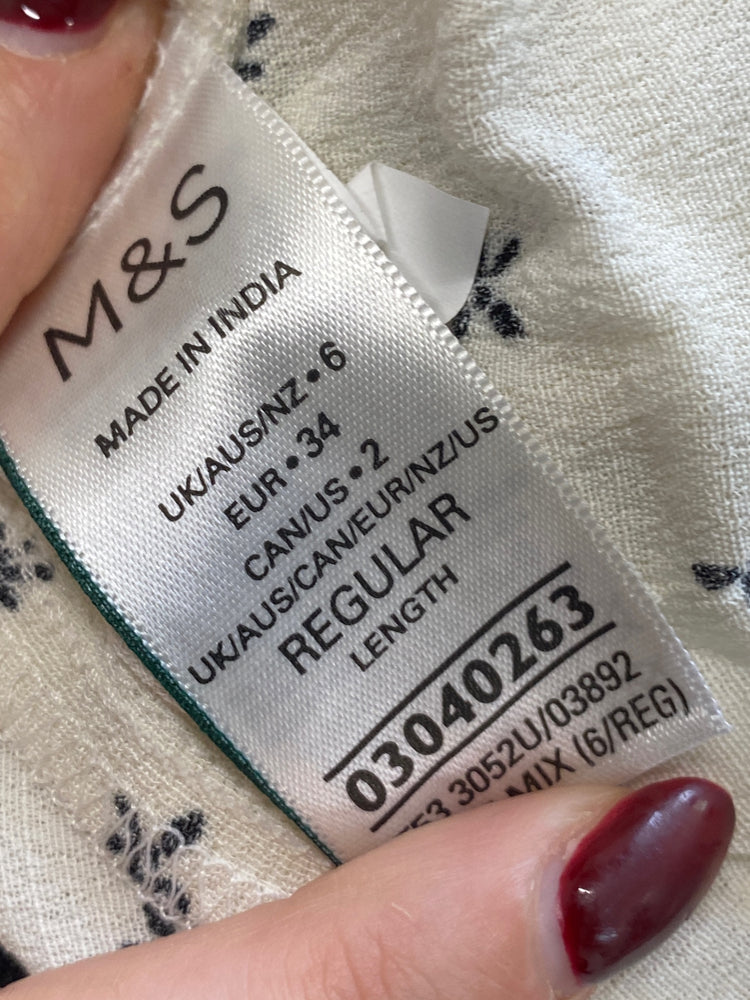 M&S
MADE IN INDIA
UK/AUS/NZ • 6
EUR • 34
CAN/US • 2
UK/AUS/CAN/EUR/NZ/US
REGULAR
LENGTH
03040263
3052U/03892
MIX (6/REG)